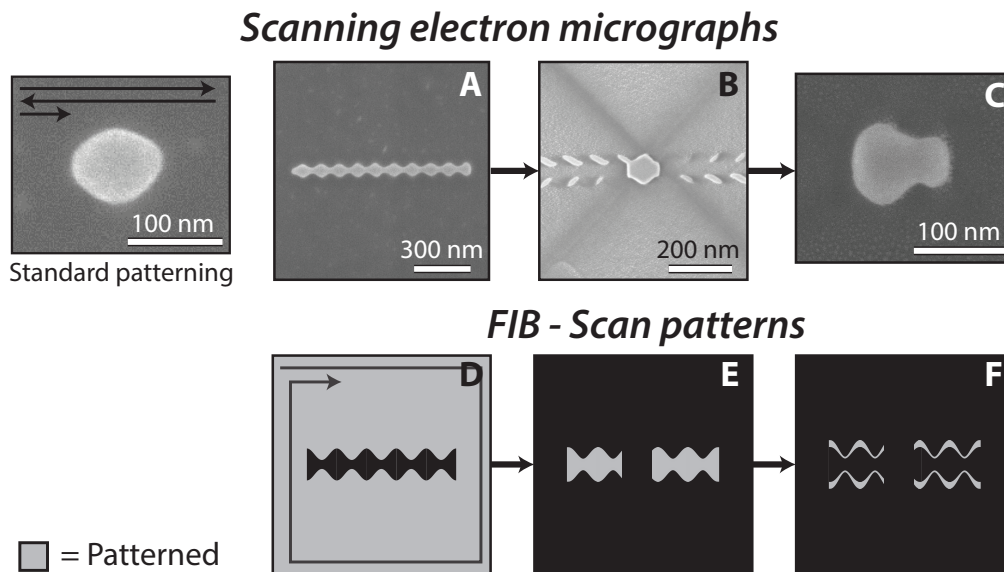 Scanning electron micrographs
A
B
C
100 nm
300 nm
200 nm
100 nm
Standard patterning
FIB - Scan patterns
D
E
F
= Patterned